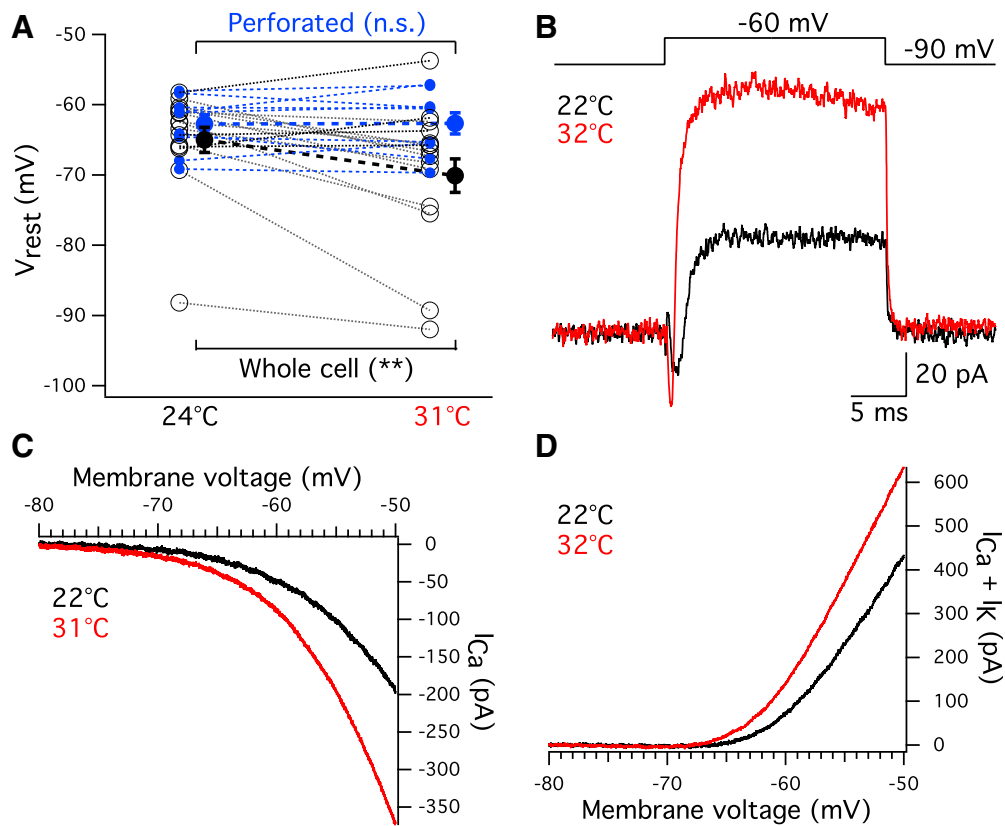 A
Perforated (n.s.)
-50
-60
-70
-80
-90
-100
Vrest (mV)
Whole cell (**)
24°C
31°C
B
-60 mV
-90 mV
22°C
32°C
20 pA
5 ms
C
Membrane voltage (mV)
-80
-70
-60
-50
0
-50
-100
-150
-200
-250
-300
-350
ICa (pA)
22°C
31°C
D
22°C
32°C
600
500
400
300
200
100
0
ICa + IK (pA)
-80
-70
-60
-50
Membrane voltage (mV)